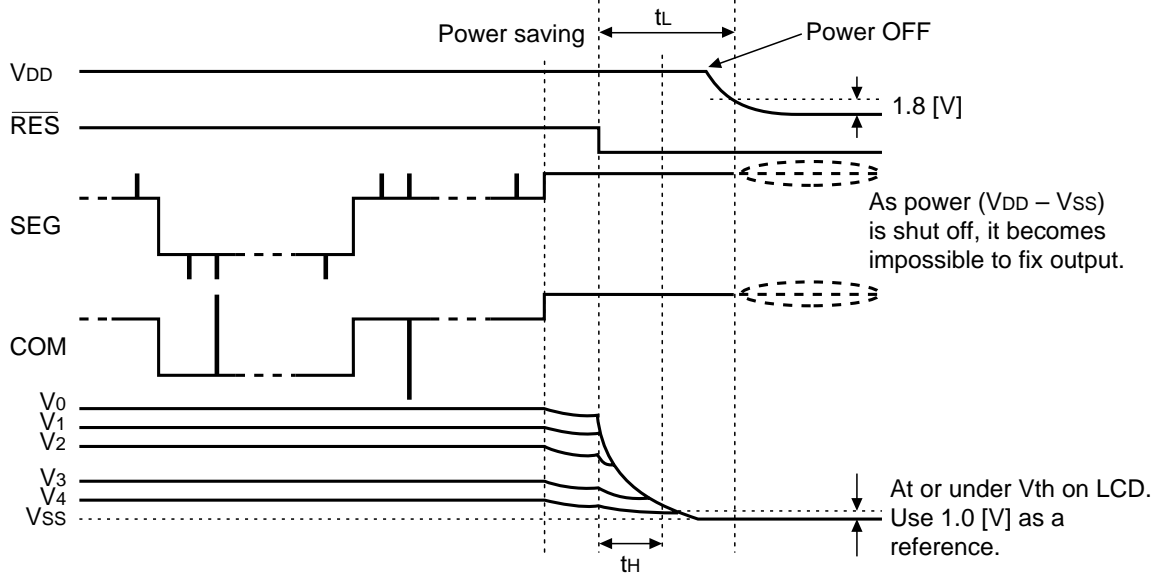 tL
Power saving
Power OFF
VDD
1.8 [V]
RES
SEG
As power (VDD – VSS)
is shut off, it becomes
impossible to fix output.
COM
V0
V1
V2
V3
V4
VSS
At or under Vth on LCD.
Use 1.0 [V] as a
reference.
tH